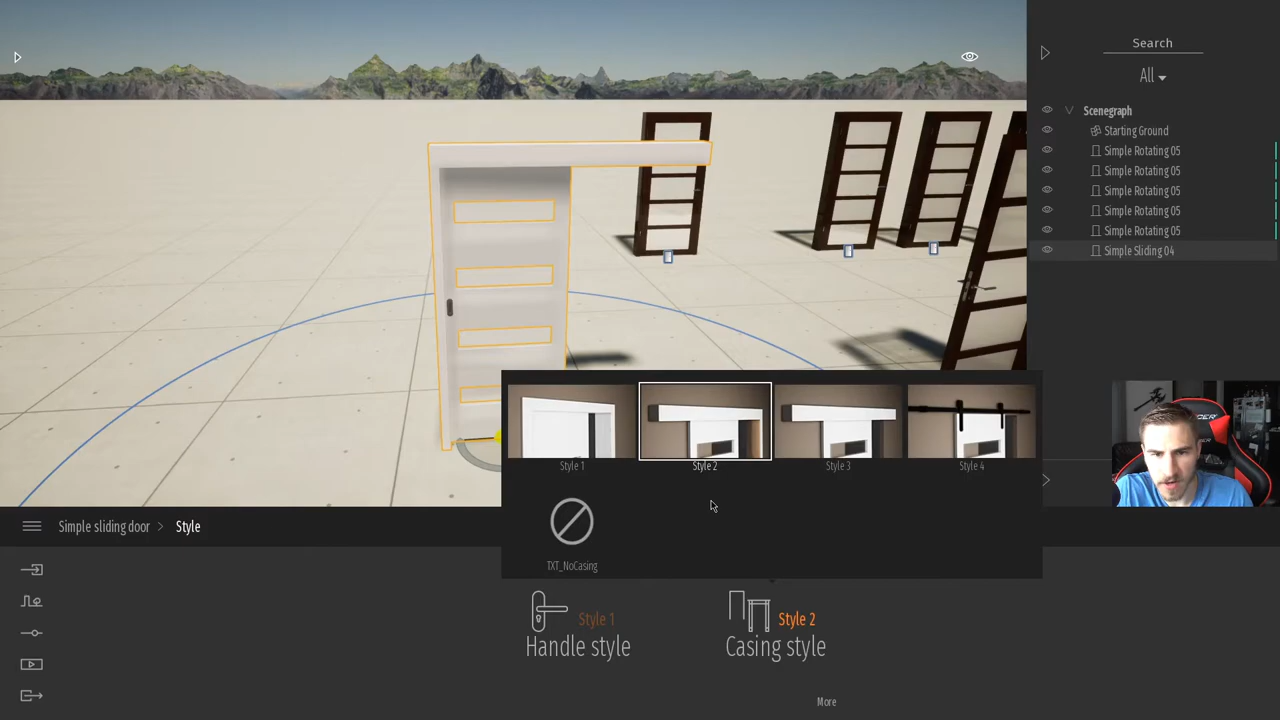 Search
All
Scenegraph
Starting Ground
Simple Rotating 05
Simple Rotating 05
Simple Rotating 05
Simple Rotating 05
Simple Rotating 05
Simple Sliding 04
Style 1
Style 2
Style 3
Style 4
Simple sliding door > Style
TXT_NoCasing
Style 1
Handle style
Style 2
Casing style
More